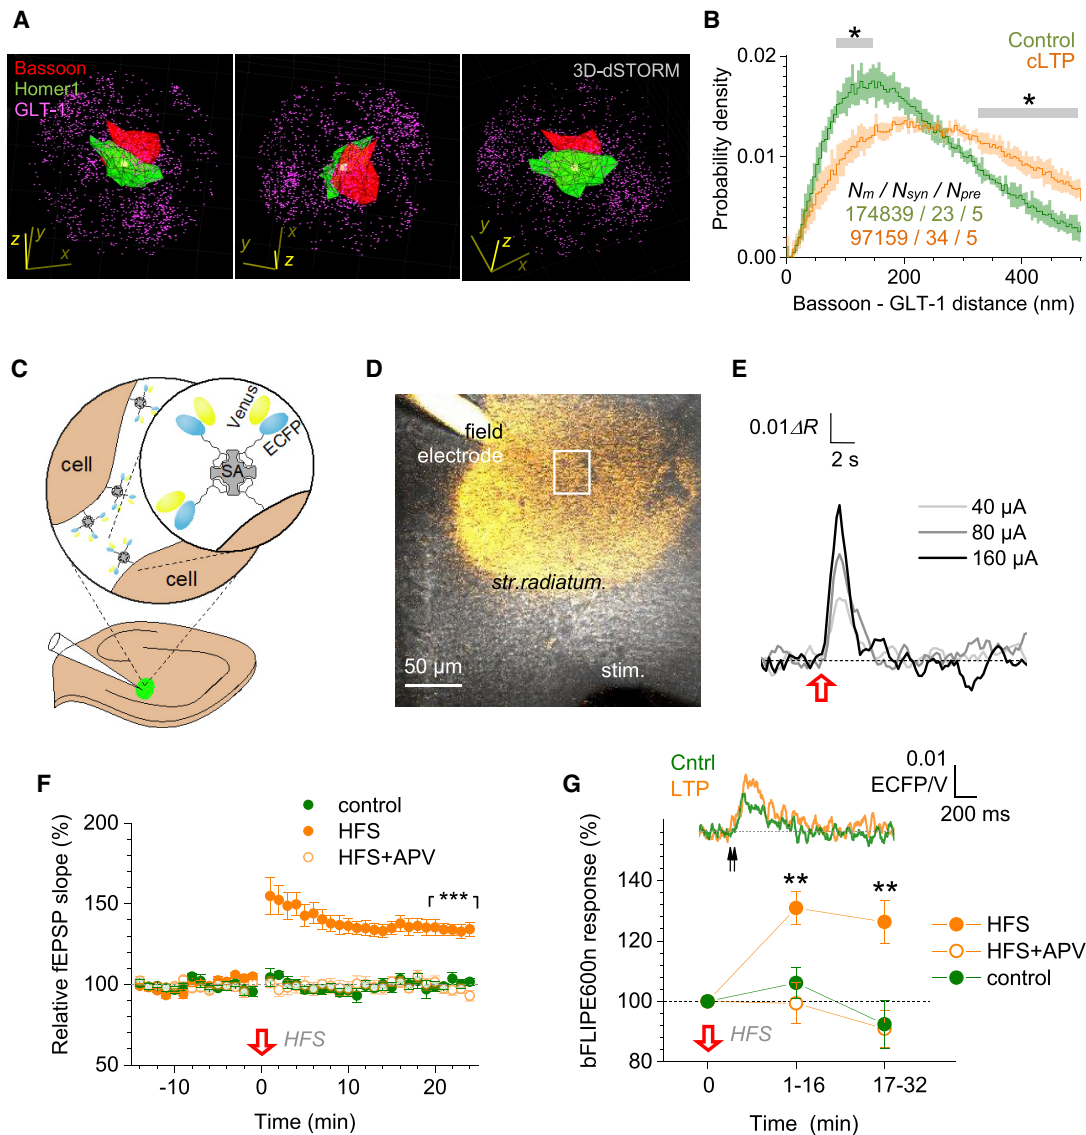 A
Bassoon
Homer1
GLT-1
3D-dSTORM
z y x
y x z
z y x
B
Control
cLTP
*
*
Probability density
0.02
0.01
0.00
Nm / Nsyn / Npre
174839 / 23 / 5
97159 / 34 / 5
0 200 400
Bassoon - GLT-1 distance (nm)
C
cell
Venus
ECFP
SA
cell
D
field
electrode
str.radiatum.
50 µm
stim.
E
0.01ΔR
2 s
40 µA
80 µA
160 µA
F
control
HFS
HFS+APV
Relative fEPSP slope (%)
200
150
100
50
***
HFS
-10 0 10 20
Time (min)
G
Cntrl
LTP
0.01
ECFP/V
200 ms
bFLIPE600n response (%)
140
120
100
80
**
**
HFS
HFS+APV
control
HFS
0 1-16 17-32
Time (min)